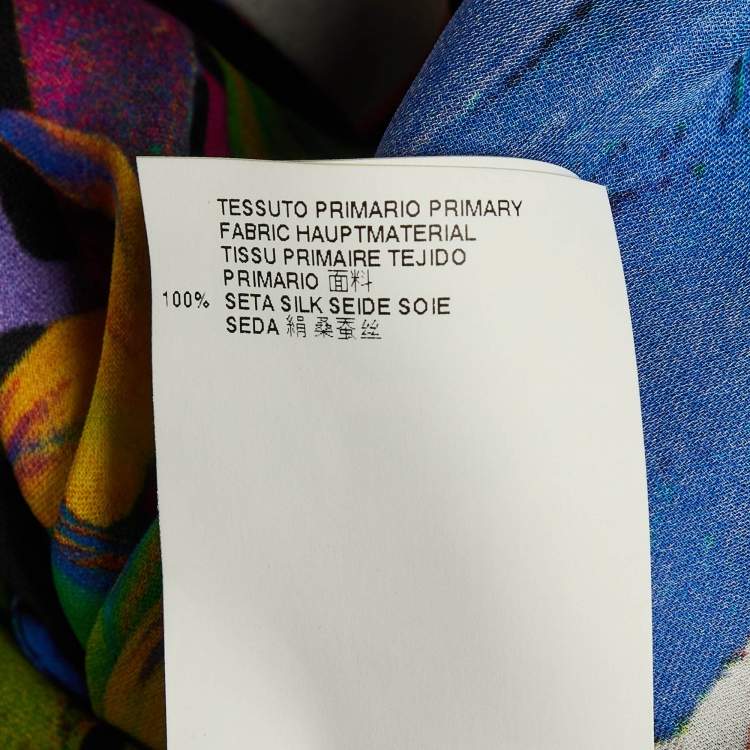 TESSUTO PRIMARIO PRIMARY
FABRIC HAUPTMATERIAL
TISSU PRIMAIRE TEJIDO
PRIMARIO 面料
100% SETA SILK SEIDE SOIE
SEDA 絹 桑蚕丝